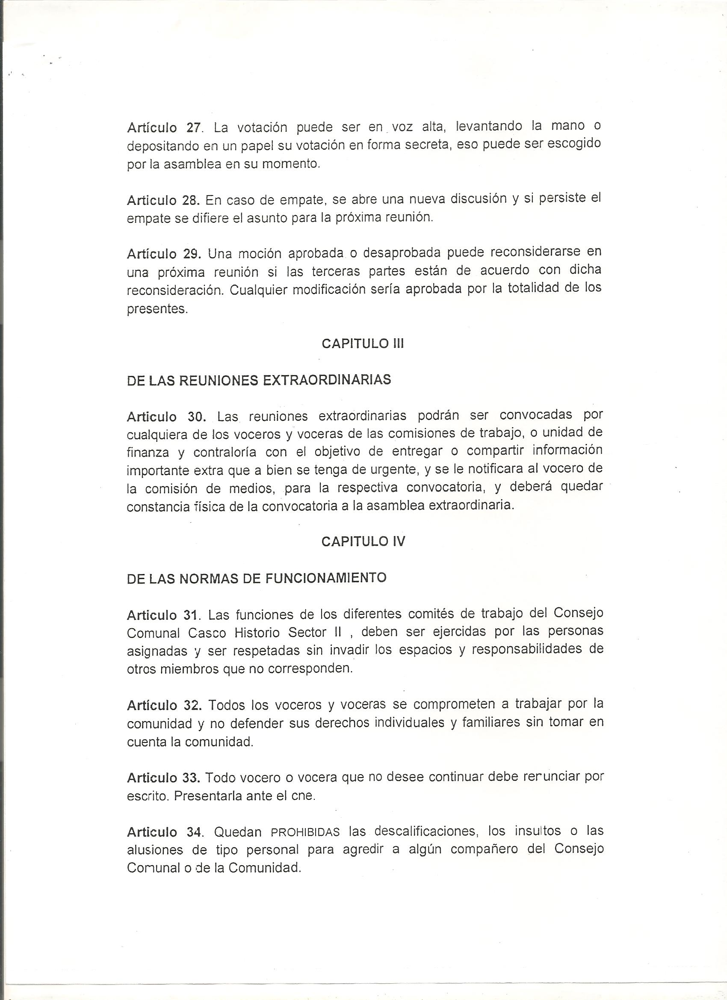 Artículo 27. La votación puede ser en voz alta, levantando la mano o
depositando en un papel su votación en forma secreta, eso puede ser escogido
por la asamblea en su momento.
Articulo 28. En caso de empate, se abre una nueva discusión y si persiste el
empate se difiere el asunto para la próxima reunión.
Artículo 29. Una moción aprobada o desaprobada puede reconsiderarse en
una próxima reunión si las terceras partes están de acuerdo con dicha
reconsideración. Cualquier modificación sería aprobada por la totalidad de los
presentes.
CAPITULO III
DE LAS REUNIONES EXTRAORDINARIAS
Articulo 30. Las reuniones extraordinarias podrán ser convocadas por
cualquiera de los voceros y voceras de las comisiones de trabajo, o unidad de
finanza y contraloría con el objetivo de entregar o compartir información
importante extra que a bien se tenga de urgente, y se le notificara al vocero de
la comisión de medios, para la respectiva convocatoria, y deberá quedar
constancia física de la convocatoria a la asamblea extraordinaria.
CAPITULO IV
DE LAS NORMAS DE FUNCIONAMIENTO
Articulo 31. Las funciones de los diferentes comités de trabajo del Consejo
Comunal Casco Historio Sector II , deben ser ejercidas por las personas
asignadas y ser respetadas sin invadir los espacios y responsabilidades de
otros miembros que no corresponden.
Artículo 32. Todos los voceros y voceras se comprometen a trabajar por la
comunidad y no defender sus derechos individuales y familiares sin tomar en
cuenta la comunidad.
Articulo 33. Todo vocero o vocera que no desee continuar debe renunciar por
escrito. Presentarla ante el cne.
Articulo 34. Quedan PROHIBIDAS las descalificaciones, los insultos o las
alusiones de tipo personal para agredir a algún compañero del Consejo
Comunal o de la Comunidad.